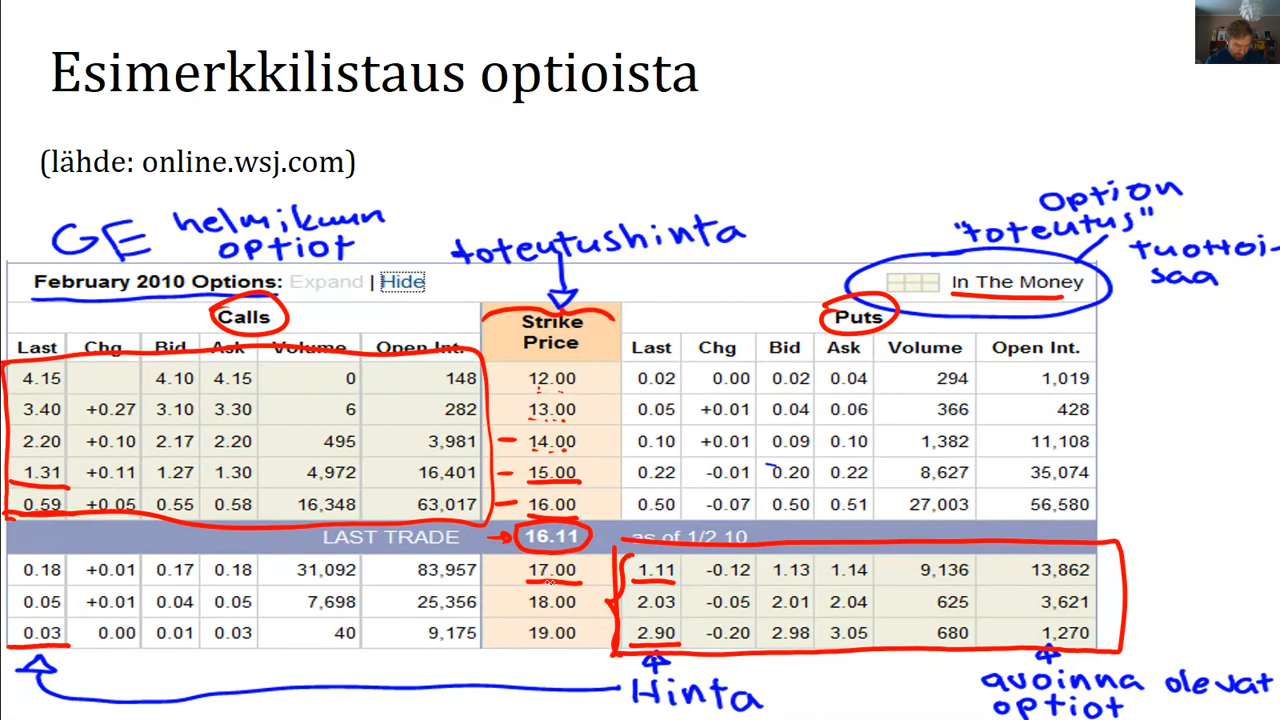 Esimerkkilistaus optioista
(lähde: online.wsj.com)
GE helmikuun
optiot
toteutushinta
Option
"toteutus"
tuottoi-
saa
February 2010 Options: Expand | Hide
In The Money
Calls
Strike
Price
Puts
Last Chg Bid Ask Volume Open Int. Last Chg Bid Ask Volume Open Int.
4.15 4.10 4.15 0 148 12.00 0.02 0.00 0.02 0.04 294 1,019
3.40 +0.27 3.10 3.30 6 282 13.00 0.05 +0.01 0.04 0.06 366 428
2.20 +0.10 2.17 2.20 495 3,981 14.00 0.10 +0.01 0.09 0.10 1,382 11,108
1.31 +0.11 1.27 1.30 4,972 16,401 15.00 0.22 -0.01 0.20 0.22 8,627 35,074
0.59 +0.05 0.55 0.58 16,348 63,017 16.00 0.50 -0.07 0.50 0.51 27,003 56,580
LAST TRADE 16.11 as of 1/2 10
0.18 +0.01 0.17 0.18 31,092 83,957 17.00 1.11 -0.12 1.13 1.14 9,136 13,862
0.05 +0.01 0.04 0.05 7,698 25,356 18.00 2.03 -0.05 2.01 2.04 625 3,621
0.03 0.00 0.01 0.03 40 9,175 19.00 2.90 -0.20 2.98 3.05 680 1,270
Hinta
avoinna olevat
optiot